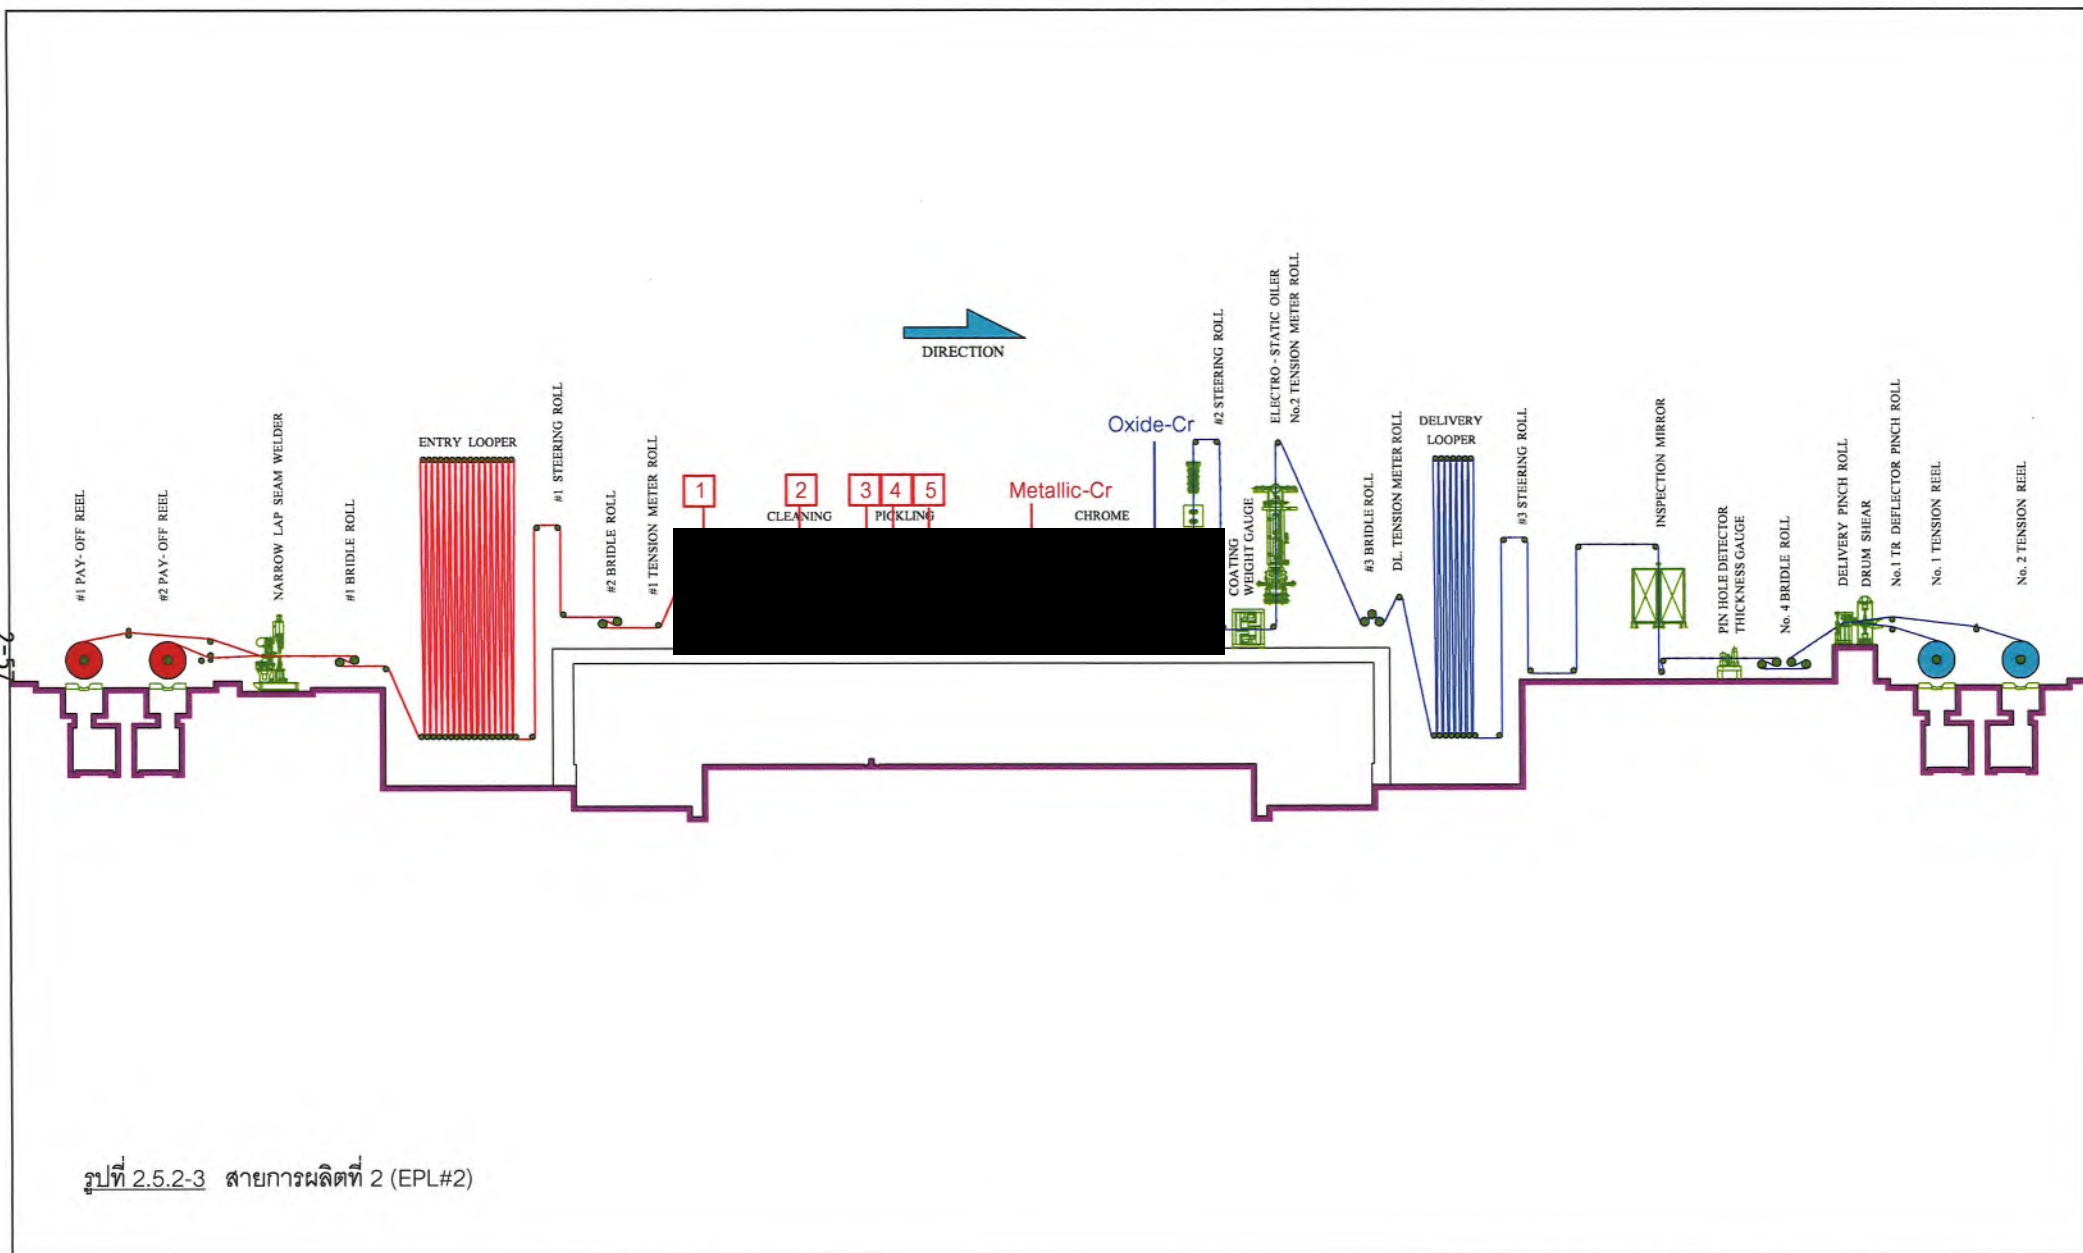 #1 PAY- OFF REEL
#2 PAY- OFF REEL
NARROW LAP SEAM WELDER
#1 BRIDLE ROLL
ENTRY LOOPER
#1 STEERING ROLL
#2 BRIDLE ROLL
#1 TENSION METER ROLL
DIRECTION
1
2
CLEANING
3
4
5
PICKLING
Metallic-Cr
CHROME
Oxide-Cr
#2 STEERING ROLL
COATING
WEIGHT GAUGE
ELECTRO - STATIC OILER
No.2 TENSION METER ROLL
#3 BRIDLE ROLL
DL. TENSION METER ROLL
DELIVERY
LOOPER
#3 STEERING ROLL
INSPECTION MIRROR
PIN HOLE DETECTOR
THICKNESS GAUGE
No. 4 BRIDLE ROLL
DELIVERY PINCH ROLL
DRUM SHEAR
No.1 TR DEFLECTOR PINCH ROLL
No. 1 TENSION REEL
No. 2 TENSION REEL
2-57
รูปที่ 2.5.2-3 สายการผลิตที่ 2 (EPL#2)